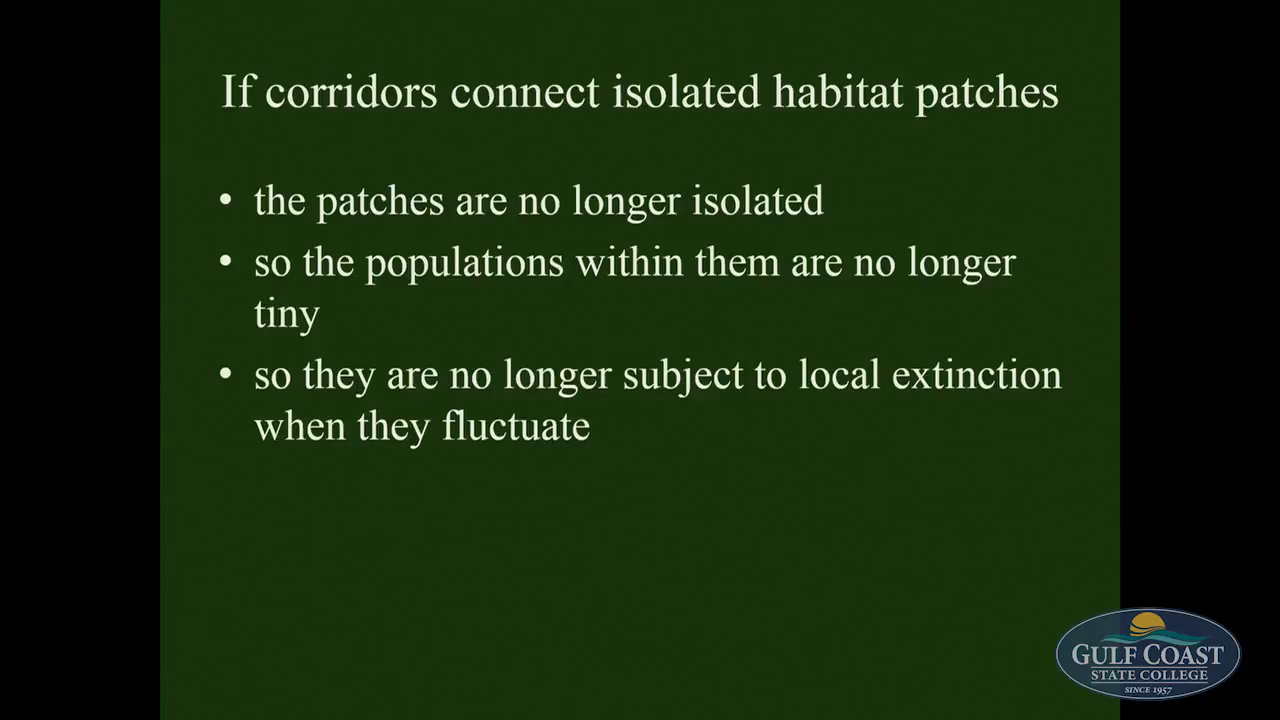 If corridors connect isolated habitat patches
• the patches are no longer isolated
• so the populations within them are no longer
tiny
• so they are no longer subject to local extinction
when they fluctuate
GULF COAST
STATE COLLEGE
SINCE 1957